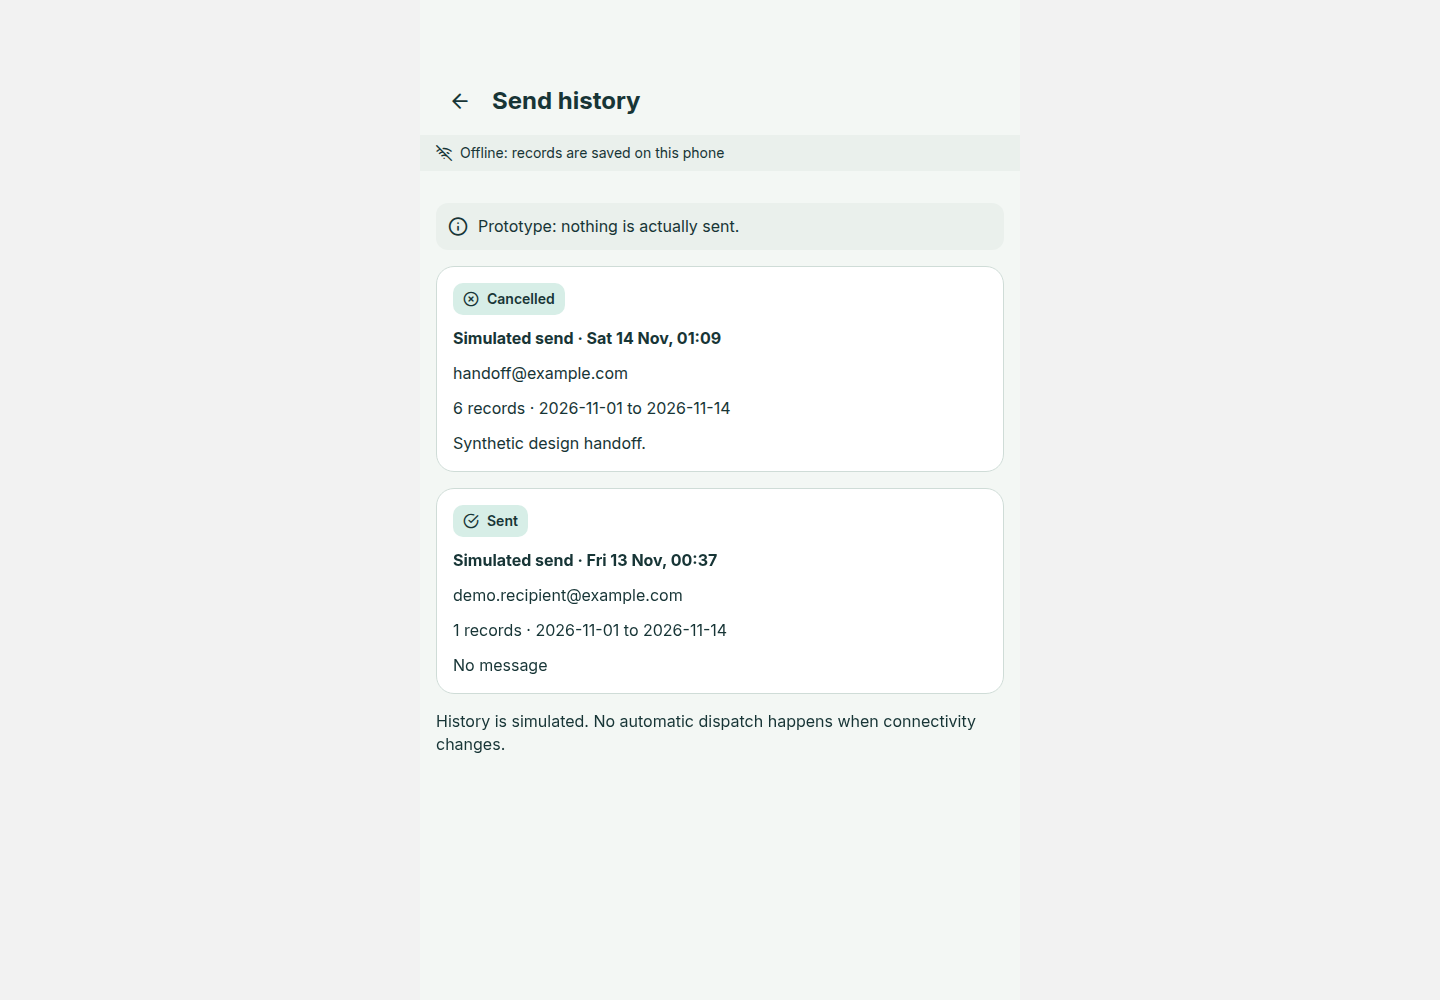 Send history
Offline: records are saved on this phone
Prototype: nothing is actually sent.
Cancelled
Simulated send · Sat 14 Nov, 01:09
handoff@example.com
6 records · 2026-11-01 to 2026-11-14
Synthetic design handoff.
Sent
Simulated send · Fri 13 Nov, 00:37
demo.recipient@example.com
1 records · 2026-11-01 to 2026-11-14
No message
History is simulated. No automatic dispatch happens when connectivity
changes.